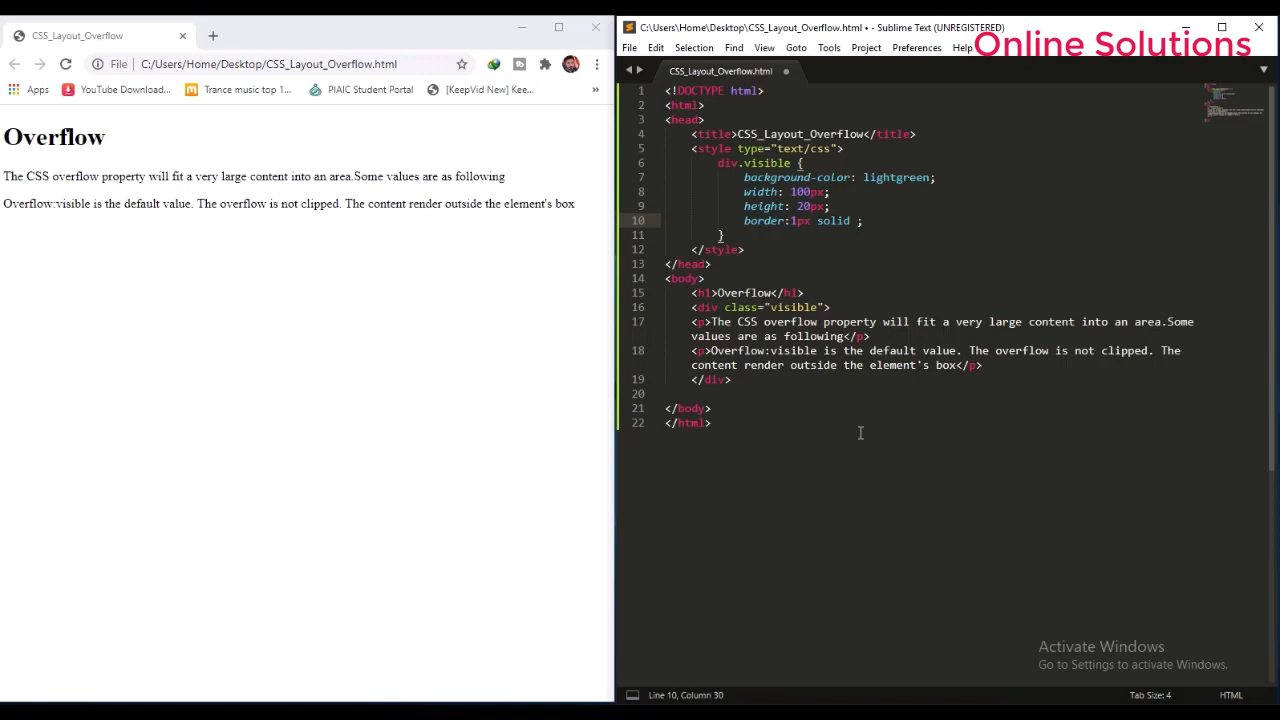 CSS_Layout_Overflow
File
C:/Users/Home/Desktop/CSS_Layout_Overflow.html
Apps
YouTube Download...
Trance music top 1...
PIAIC Student Portal
[KeepVid New] Kee...
»
Overflow
The CSS overflow property will fit a very large content into an area.Some values are as following
Overflow:visible is the default value. The overflow is not clipped. The content render outside the element's box
C:\Users\Home\Desktop\CSS_Layout_Overflow.html • - Sublime Text (UNREGISTERED)
Online Solutions
File Edit Selection Find View Goto Tools Project Preferences Help
CSS_Layout_Overflow.html
1 <!DOCTYPE html>
2 <html>
3 <head>
4 <title>CSS_Layout_Overflow</title>
5 <style type="text/css">
6 div.visible {
7 background-color: lightgreen;
8 width: 100px;
9 height: 20px;
10 border:1px solid ;
11 }
12 </style>
13 </head>
14 <body>
15 <h1>Overflow</h1>
16 <div class="visible">
17 <p>The CSS overflow property will fit a very large content into an area.Some
values are as following</p>
18 <p>Overflow:visible is the default value. The overflow is not clipped. The
content render outside the element's box</p>
19 </div>
20
21 </body>
22 </html>
Activate Windows
Go to Settings to activate Windows.
Line 10, Column 30
Tab Size: 4
HTML